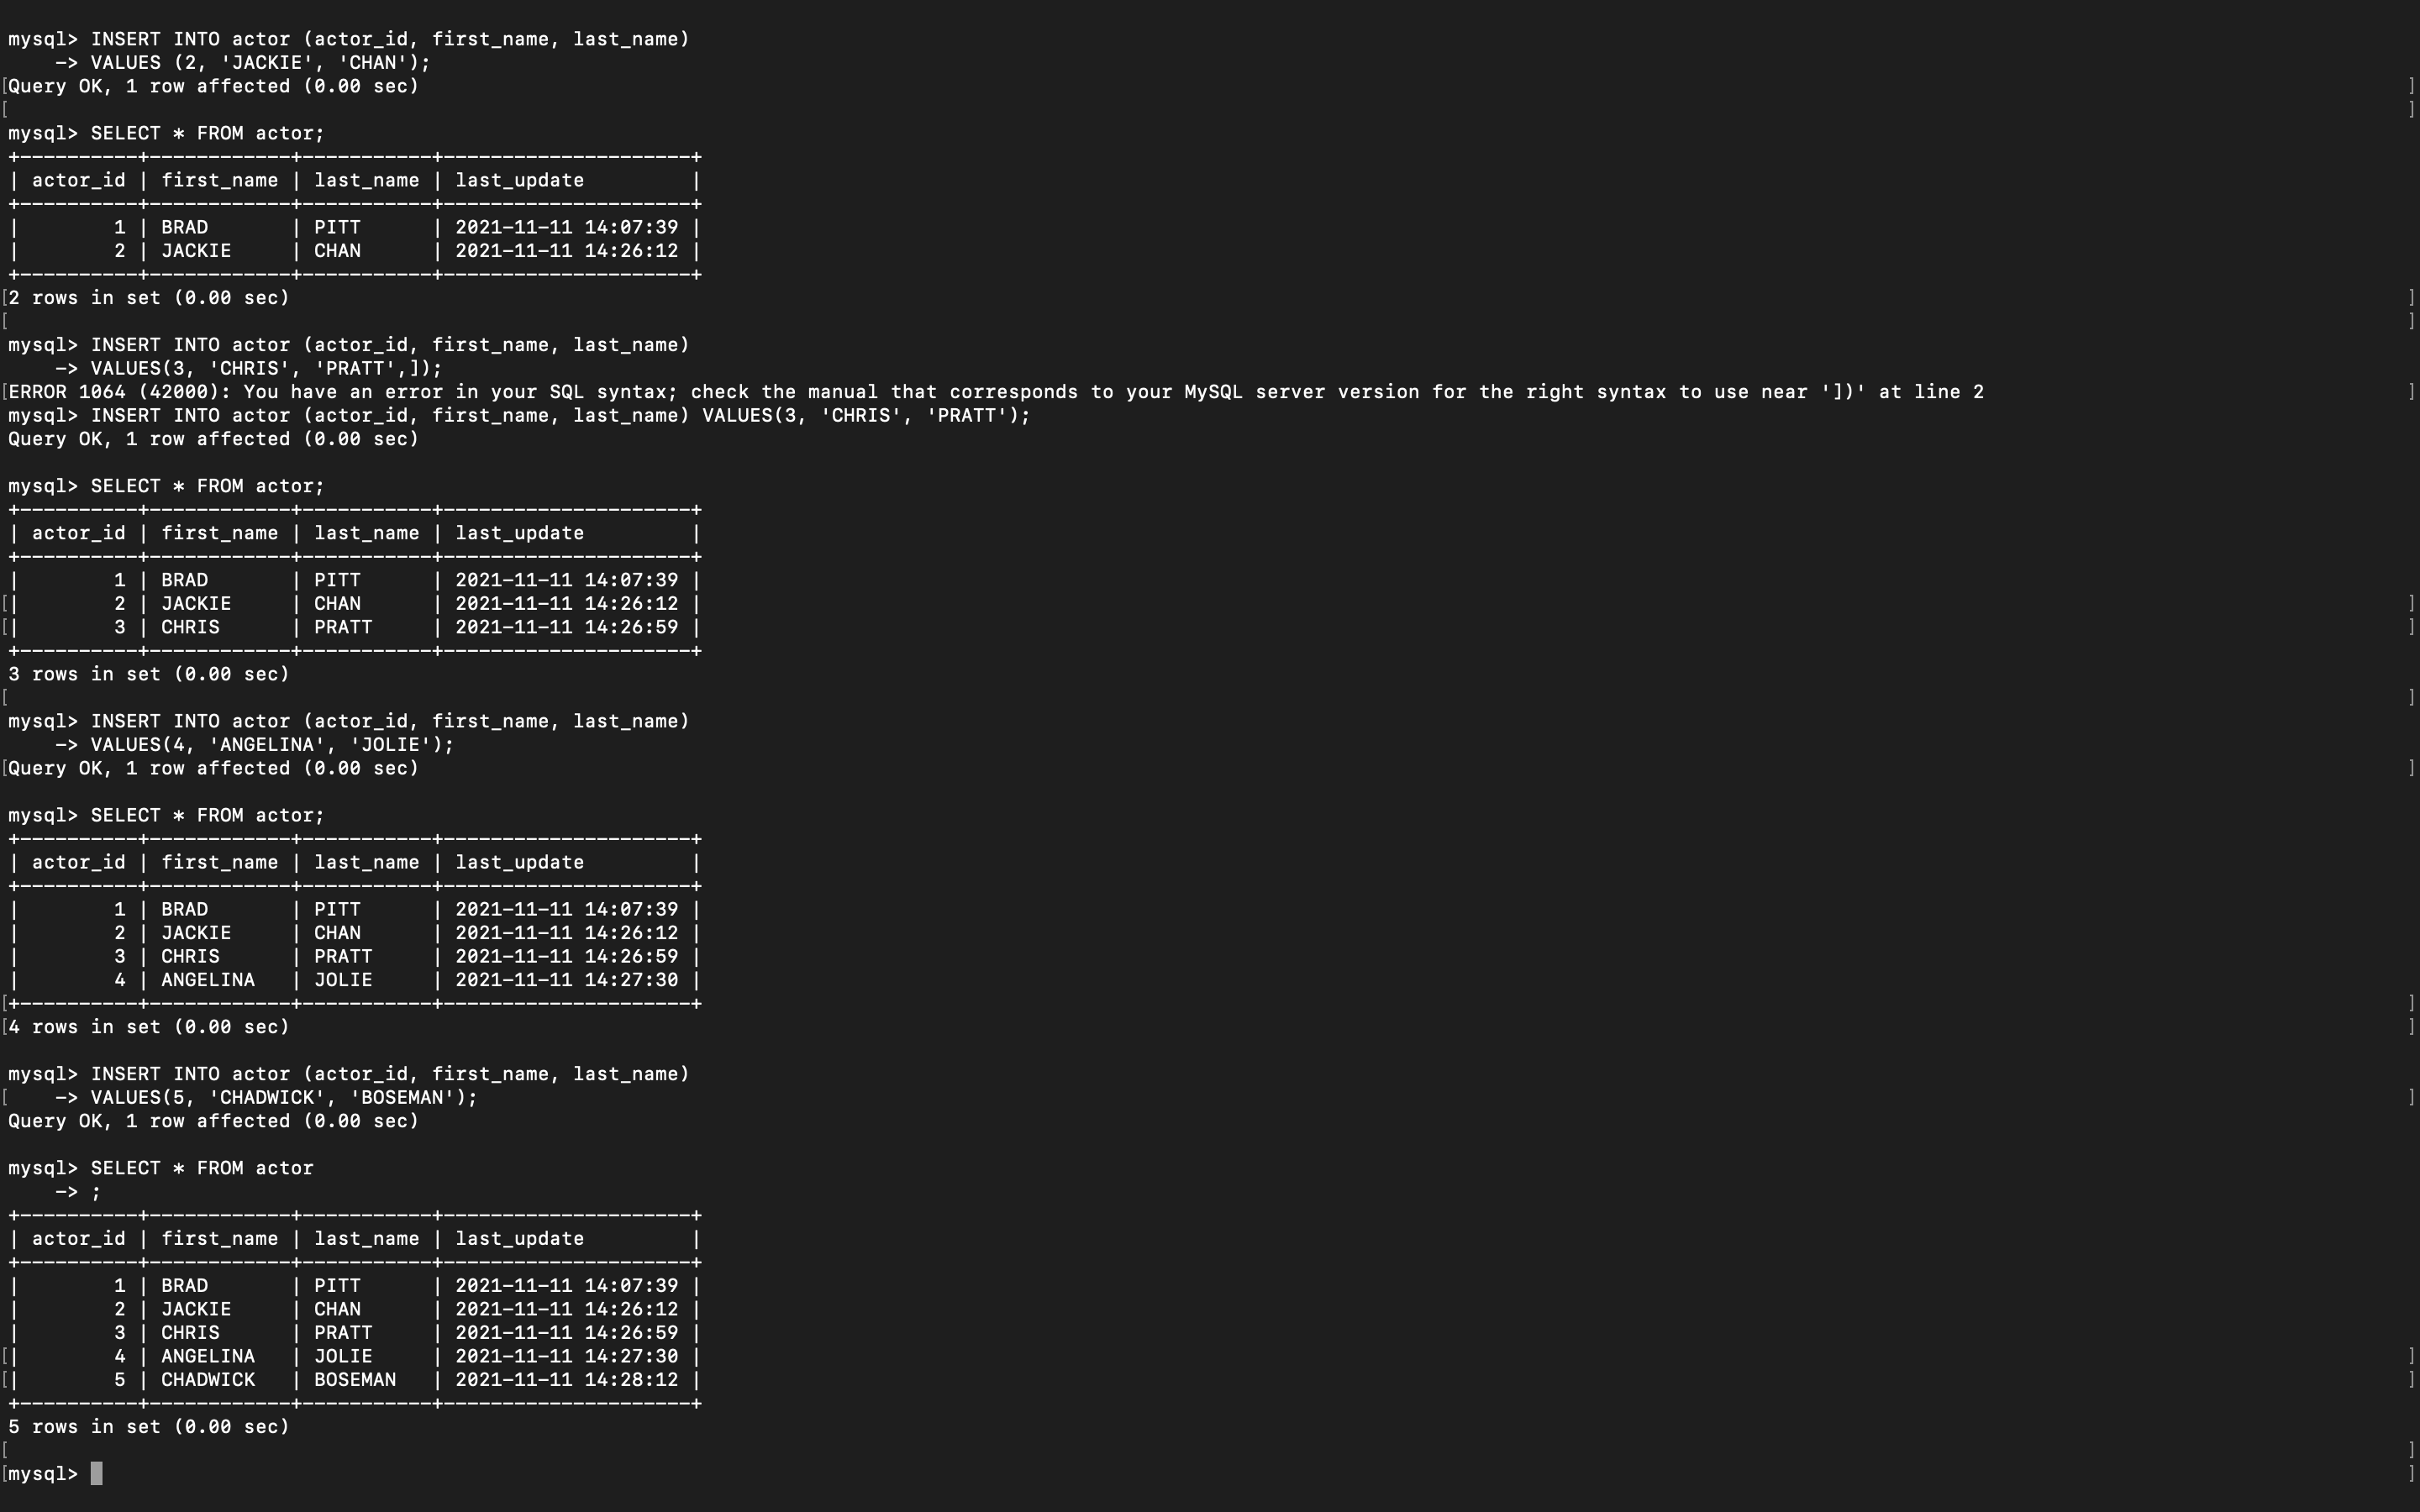 mysql> INSERT INTO actor (actor_id, first_name, last_name)
    -> VALUES (2, 'JACKIE', 'CHAN');
[Query OK, 1 row affected (0.00 sec) ]
[ ]
mysql> SELECT * FROM actor;
+----------+------------+-----------+---------------------+
| actor_id | first_name | last_name | last_update         |
+----------+------------+-----------+---------------------+
|        1 | BRAD       | PITT      | 2021-11-11 14:07:39 |
|        2 | JACKIE     | CHAN      | 2021-11-11 14:26:12 |
+----------+------------+-----------+---------------------+
[2 rows in set (0.00 sec) ]
[ ]
mysql> INSERT INTO actor (actor_id, first_name, last_name)
    -> VALUES(3, 'CHRIS', 'PRATT',]);
[ERROR 1064 (42000): You have an error in your SQL syntax; check the manual that corresponds to your MySQL server version for the right syntax to use near '])' at line 2 ]
mysql> INSERT INTO actor (actor_id, first_name, last_name) VALUES(3, 'CHRIS', 'PRATT');
Query OK, 1 row affected (0.00 sec)

mysql> SELECT * FROM actor;
+----------+------------+-----------+---------------------+
| actor_id | first_name | last_name | last_update         |
+----------+------------+-----------+---------------------+
|        1 | BRAD       | PITT      | 2021-11-11 14:07:39 |
[|        2 | JACKIE     | CHAN      | 2021-11-11 14:26:12 | ]
[|        3 | CHRIS      | PRATT     | 2021-11-11 14:26:59 | ]
+----------+------------+-----------+---------------------+
3 rows in set (0.00 sec)
[ ]
mysql> INSERT INTO actor (actor_id, first_name, last_name)
    -> VALUES(4, 'ANGELINA', 'JOLIE');
[Query OK, 1 row affected (0.00 sec) ]

mysql> SELECT * FROM actor;
+----------+------------+-----------+---------------------+
| actor_id | first_name | last_name | last_update         |
+----------+------------+-----------+---------------------+
|        1 | BRAD       | PITT      | 2021-11-11 14:07:39 |
|        2 | JACKIE     | CHAN      | 2021-11-11 14:26:12 |
|        3 | CHRIS      | PRATT     | 2021-11-11 14:26:59 |
|        4 | ANGELINA   | JOLIE     | 2021-11-11 14:27:30 |
[+----------+------------+-----------+---------------------+ ]
[4 rows in set (0.00 sec) ]

mysql> INSERT INTO actor (actor_id, first_name, last_name)
[    -> VALUES(5, 'CHADWICK', 'BOSEMAN'); ]
Query OK, 1 row affected (0.00 sec)

mysql> SELECT * FROM actor
    -> ;
+----------+------------+-----------+---------------------+
| actor_id | first_name | last_name | last_update         |
+----------+------------+-----------+---------------------+
|        1 | BRAD       | PITT      | 2021-11-11 14:07:39 |
|        2 | JACKIE     | CHAN      | 2021-11-11 14:26:12 |
|        3 | CHRIS      | PRATT     | 2021-11-11 14:26:59 |
[|        4 | ANGELINA   | JOLIE     | 2021-11-11 14:27:30 | ]
[|        5 | CHADWICK   | BOSEMAN   | 2021-11-11 14:28:12 | ]
+----------+------------+-----------+---------------------+
5 rows in set (0.00 sec)
[ ]
[mysql> ]